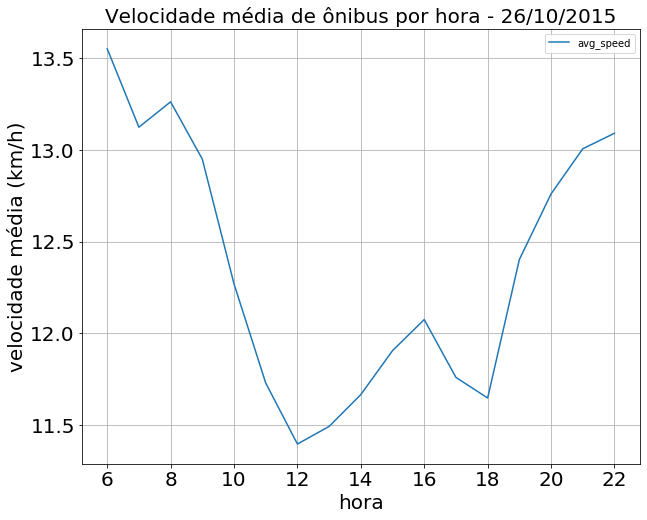 Velocidade média de ônibus por hora - 26/10/2015
avg_speed
velocidade média (km/h)
13.5
13.0
12.5
12.0
11.5
6 8 10 12 14 16 18 20 22
hora